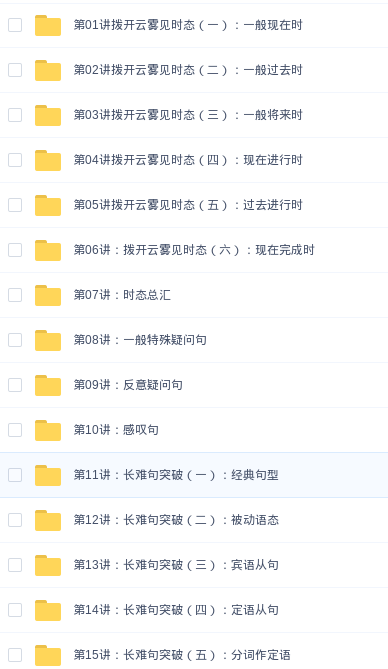 第01讲拨开云雾见时态（一）：一般现在时
第02讲拨开云雾见时态（二）：一般过去时
第03讲拨开云雾见时态（三）：一般将来时
第04讲拨开云雾见时态（四）：现在进行时
第05讲拨开云雾见时态（五）：过去进行时
第06讲：拨开云雾见时态（六）：现在完成时
第07讲：时态总汇
第08讲：一般特殊疑问句
第09讲：反意疑问句
第10讲：感叹句
第11讲：长难句突破（一）：经典句型
第12讲：长难句突破（二）：被动语态
第13讲：长难句突破（三）：宾语从句
第14讲：长难句突破（四）：定语从句
第15讲：长难句突破（五）：分词作定语